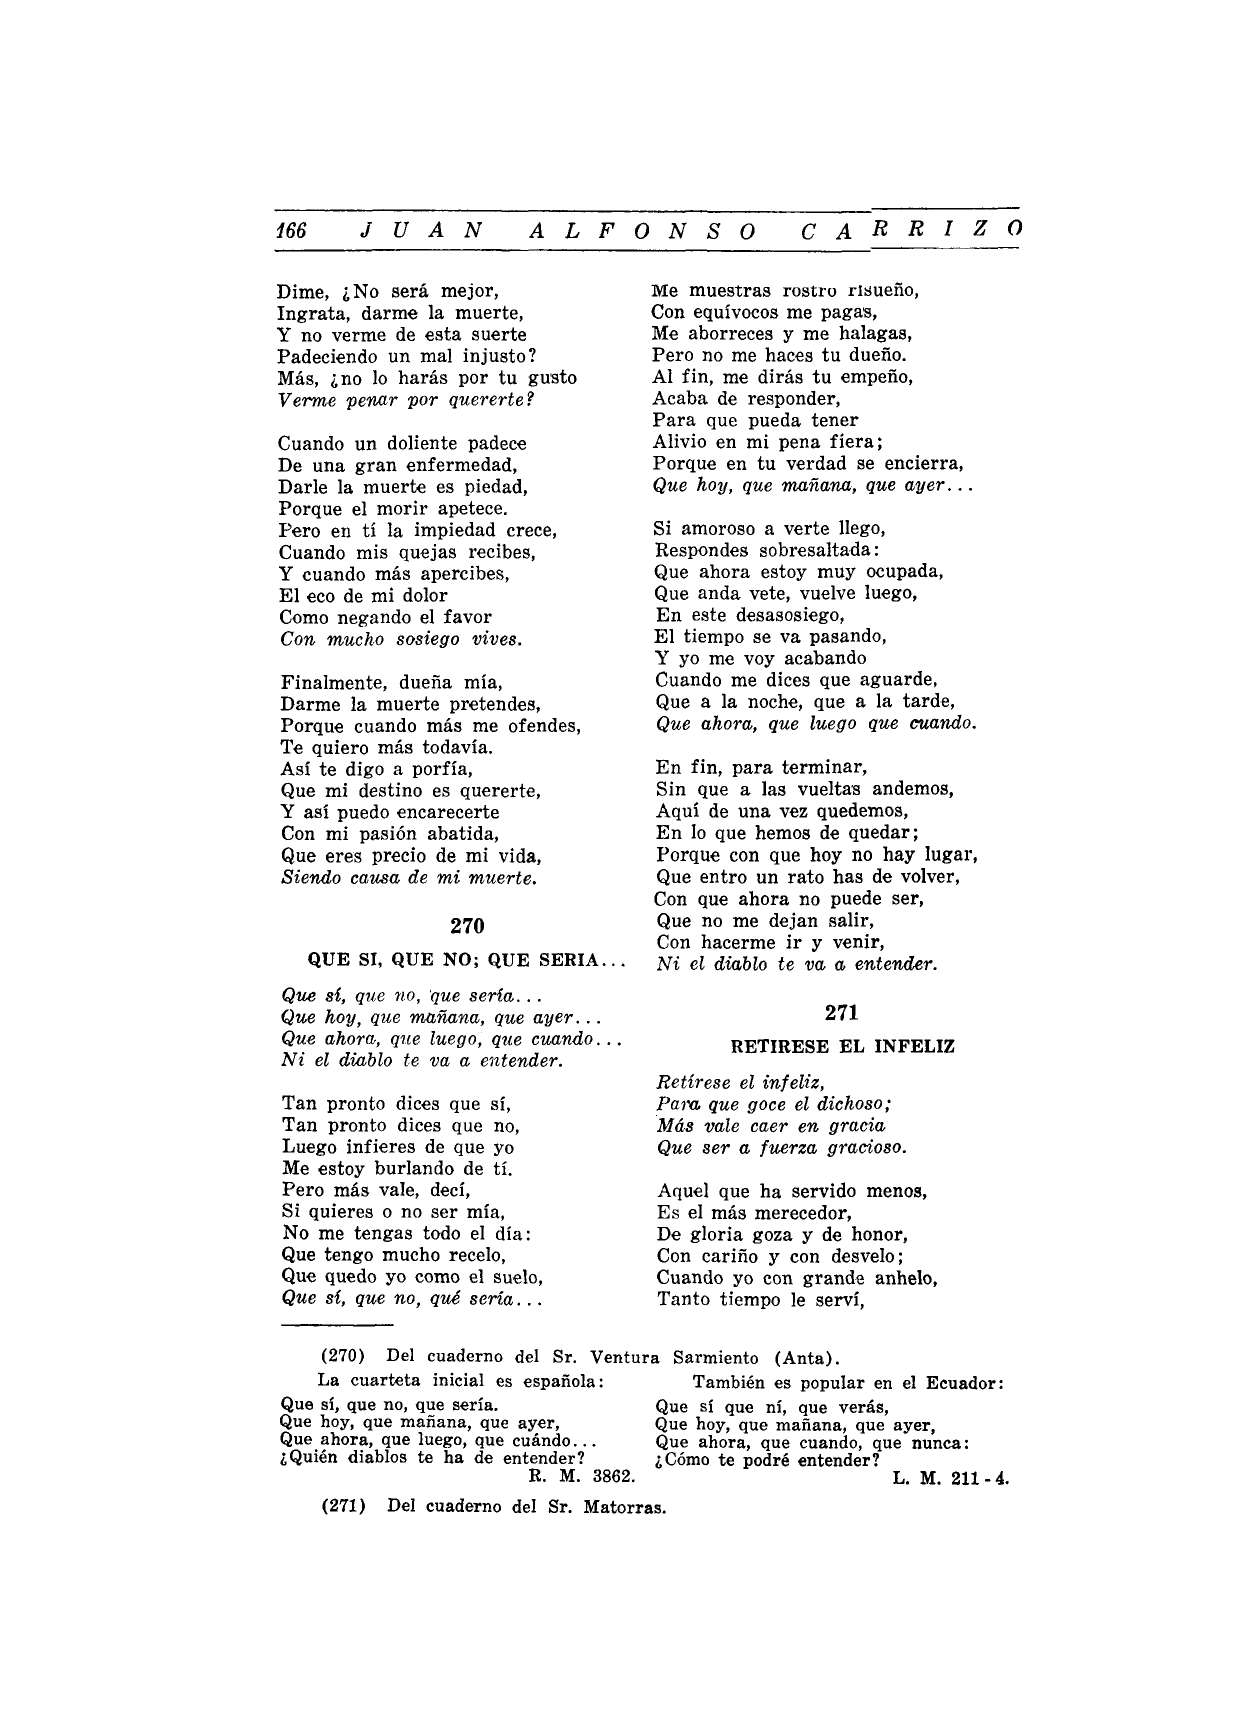 166 JUAN ALFONSO CARRIZO
Dime, ¿No será mejor,
Ingrata, darme la muerte,
Y no verme de esta suerte
Padeciendo un mal injusto?
Más, ¿no lo harás por tu gusto
Verme penar por quererte?
Cuando un doliente padece
De una gran enfermedad,
Darle la muerte es piedad,
Porque el morir apetece.
Pero en tí la impiedad crece,
Cuando mis quejas recibes,
Y cuando más apercibes,
El eco de mi dolor
Como negando el favor
Con mucho sosiego vives.
Finalmente, dueña mía,
Darme la muerte pretendes,
Porque cuando más me ofendes,
Te quiero más todavía.
Así te digo a porfía,
Que mi destino es quererte,
Y así puedo encarecerte
Con mi pasión abatida,
Que eres precio de mi vida,
Siendo causa de mi muerte.
270
QUE SI, QUE NO; QUE SERIA...
Que sí, que no, que sería...
Que hoy, que mañana, que ayer...
Que ahora, que luego, que cuando...
Ni el diablo te va a entender.
Tan pronto dices que sí,
Tan pronto dices que no,
Luego infieres de que yo
Me estoy burlando de tí.
Pero más vale, decí,
Si quieres o no ser mía,
No me tengas todo el día:
Que tengo mucho recelo,
Que quedo yo como el suelo,
Que sí, que no, qué sería...
Me muestras rostro risueño,
Con equívocos me pagas,
Me aborreces y me halagas,
Pero no me haces tu dueño.
Al fin, me dirás tu empeño,
Acaba de responder,
Para que pueda tener
Alivio en mi pena fiera;
Porque en tu verdad se encierra,
Que hoy, que mañana, que ayer...
Si amoroso a verte llego,
Respondes sobresaltada:
Que ahora estoy muy ocupada,
Que anda vete, vuelve luego,
En este desasosiego,
El tiempo se va pasando,
Y yo me voy acabando
Cuando me dices que aguarde,
Que a la noche, que a la tarde,
Que ahora, que luego que cuando.
En fin, para terminar,
Sin que a las vueltas andemos,
Aquí de una vez quedemos,
En lo que hemos de quedar;
Porque con que hoy no hay lugar,
Que entro un rato has de volver,
Con que ahora no puede ser,
Que no me dejan salir,
Con hacerme ir y venir,
Ni el diablo te va a entender.
271
RETIRESE EL INFELIZ
Retírese el infeliz,
Para que goce el dichoso;
Más vale caer en gracia
Que ser a fuerza gracioso.
Aquel que ha servido menos,
Es el más merecedor,
De gloria goza y de honor,
Con cariño y con desvelo;
Cuando yo con grande anhelo,
Tanto tiempo le serví,
(270) Del cuaderno del Sr. Ventura Sarmiento (Anta).
La cuarteta inicial es española:
Que sí, que no, que sería.
Que hoy, que mañana, que ayer,
Que ahora, que luego, que cuándo...
¿Quién diablos te ha de entender?
R. M. 3862.
También es popular en el Ecuador:
Que sí que ní, que verás,
Que hoy, que mañana, que ayer,
Que ahora, que cuando, que nunca:
¿Cómo te podré entender?
L. M. 211-4.
(271) Del cuaderno del Sr. Matorras.